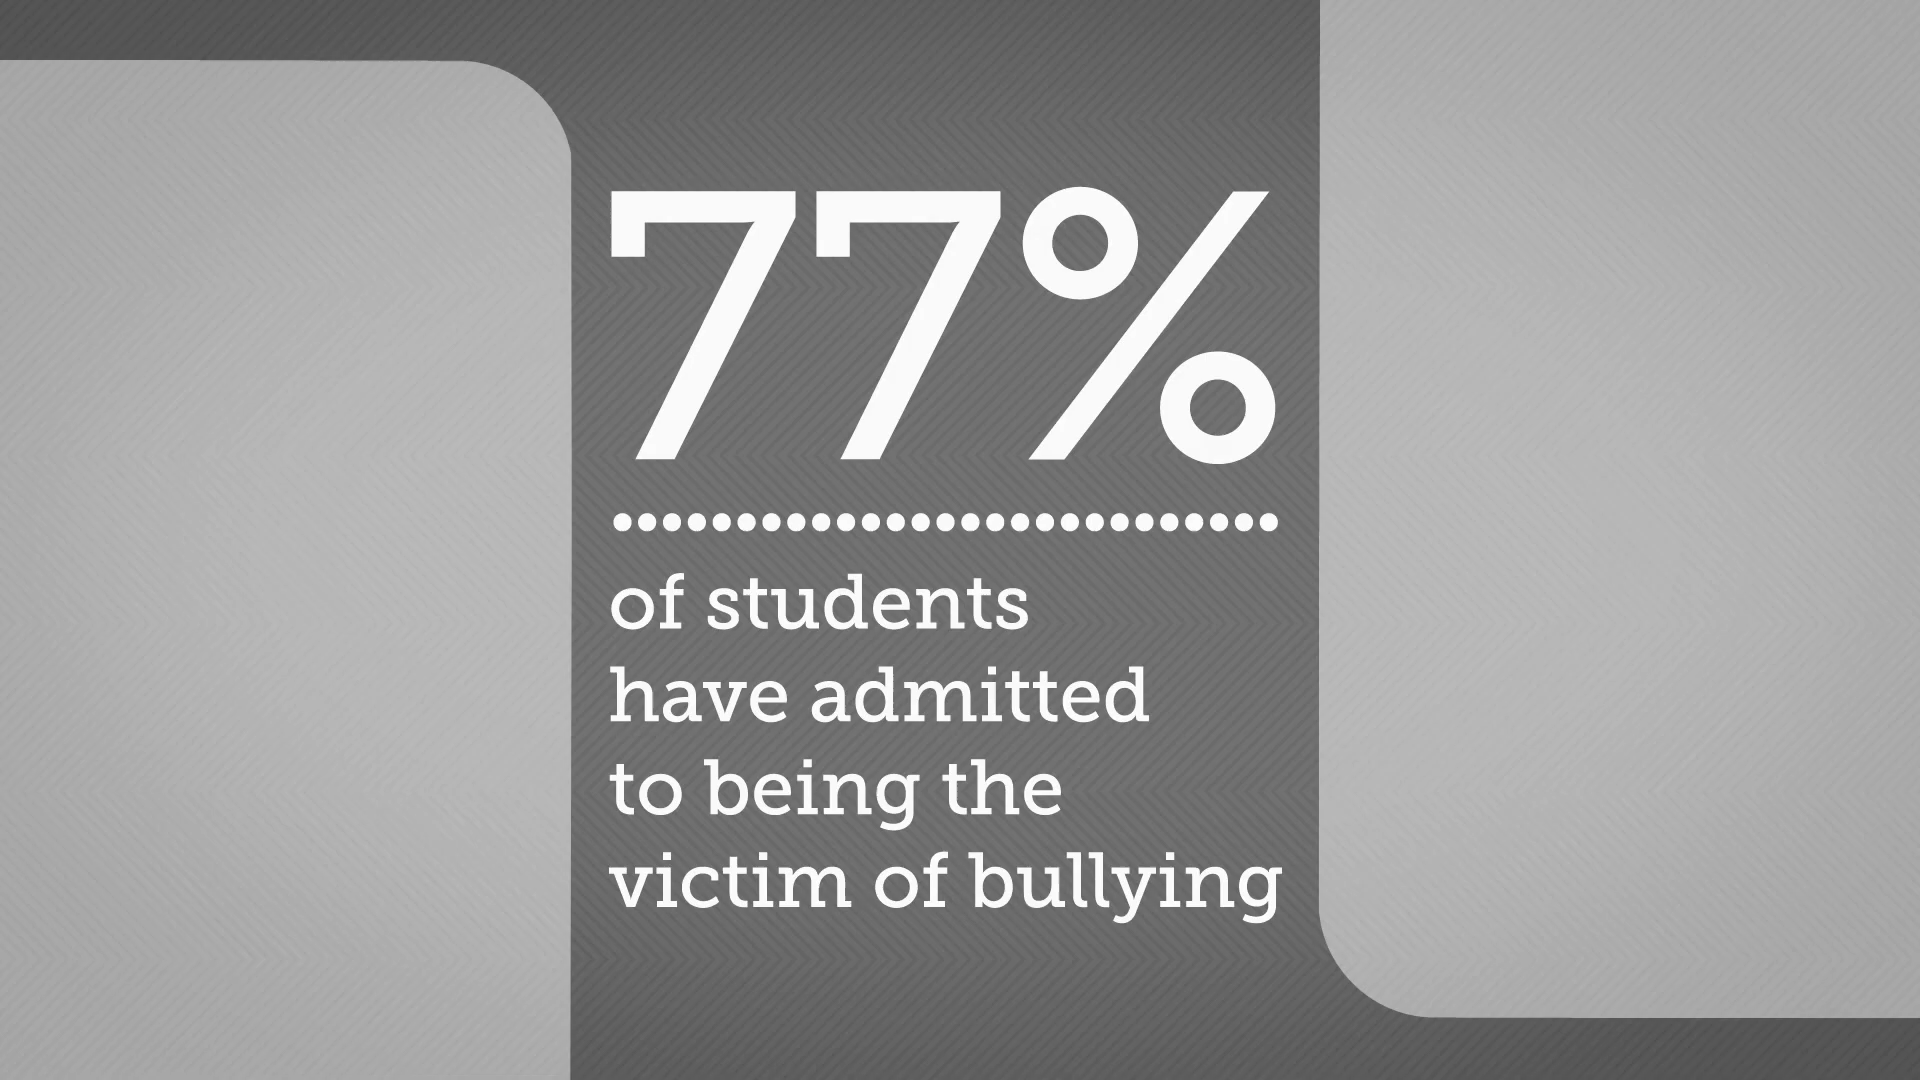 77%
of students
have admitted
to being the
victim of bullying